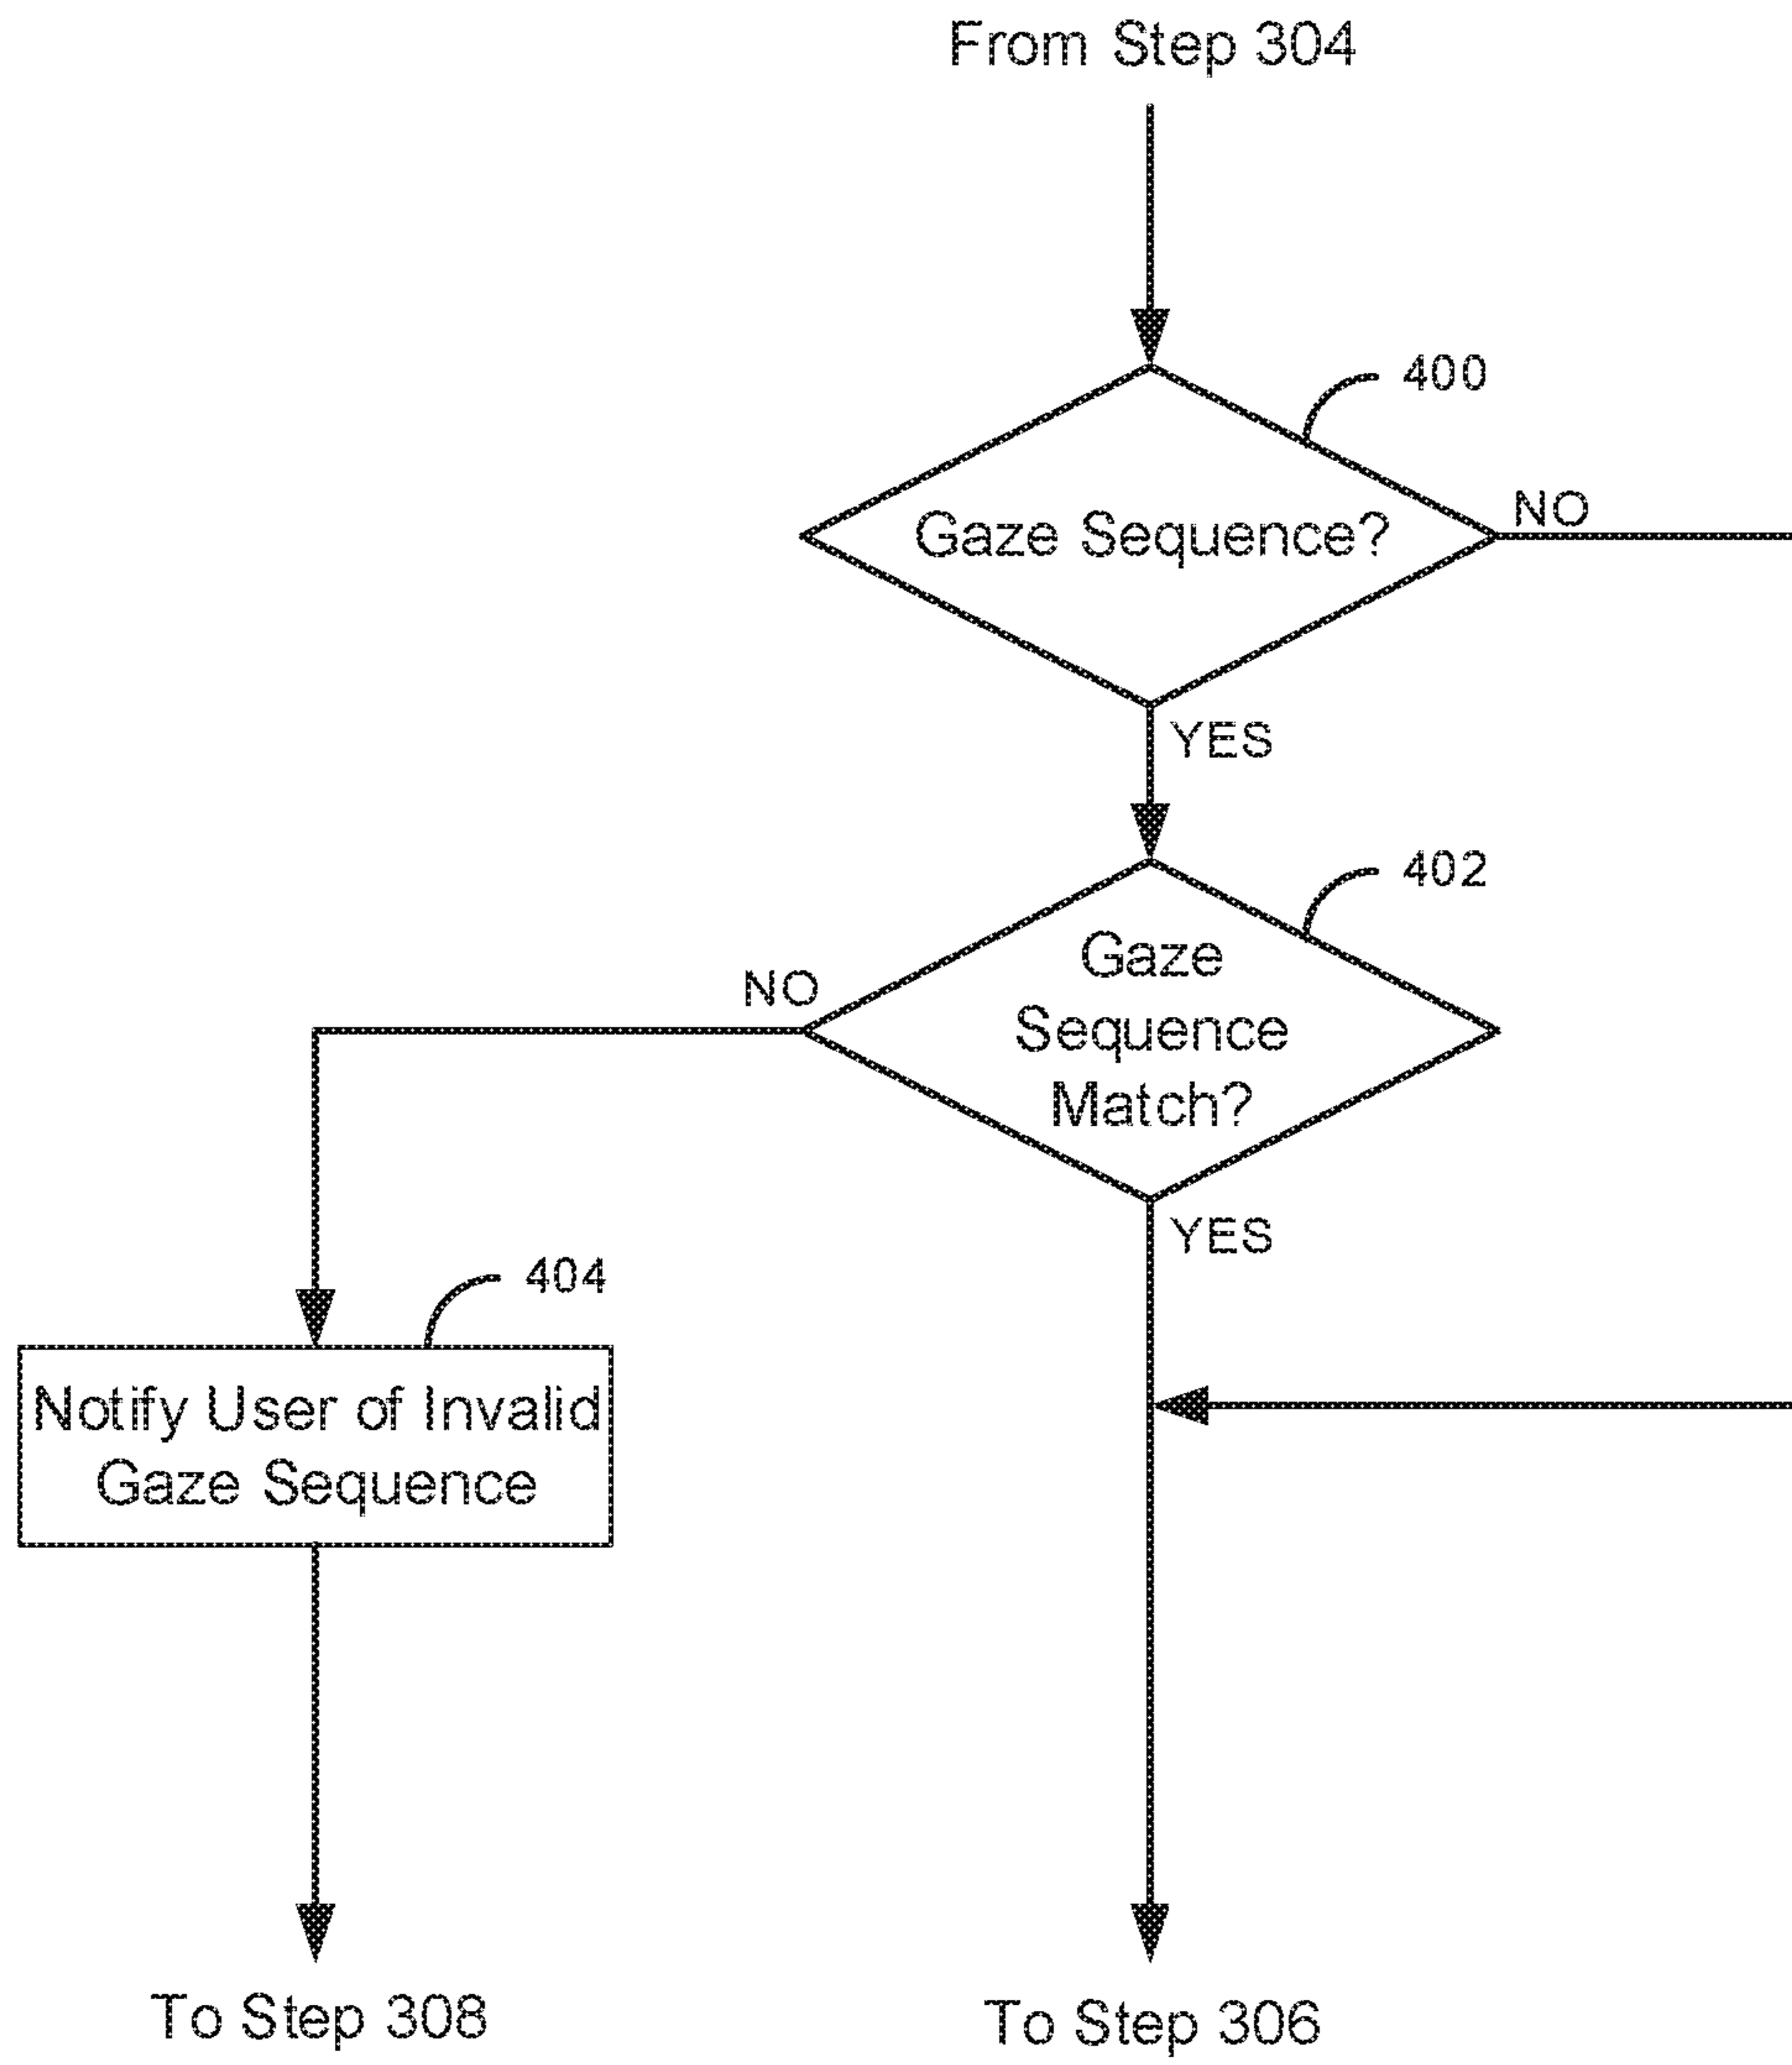 From Step 304
400
Gaze Sequence?
NO
YES
402
Gaze
Sequence
Match?
NO
YES
404
Notify User of Invalid
Gaze Sequence
To Step 308
To Step 306